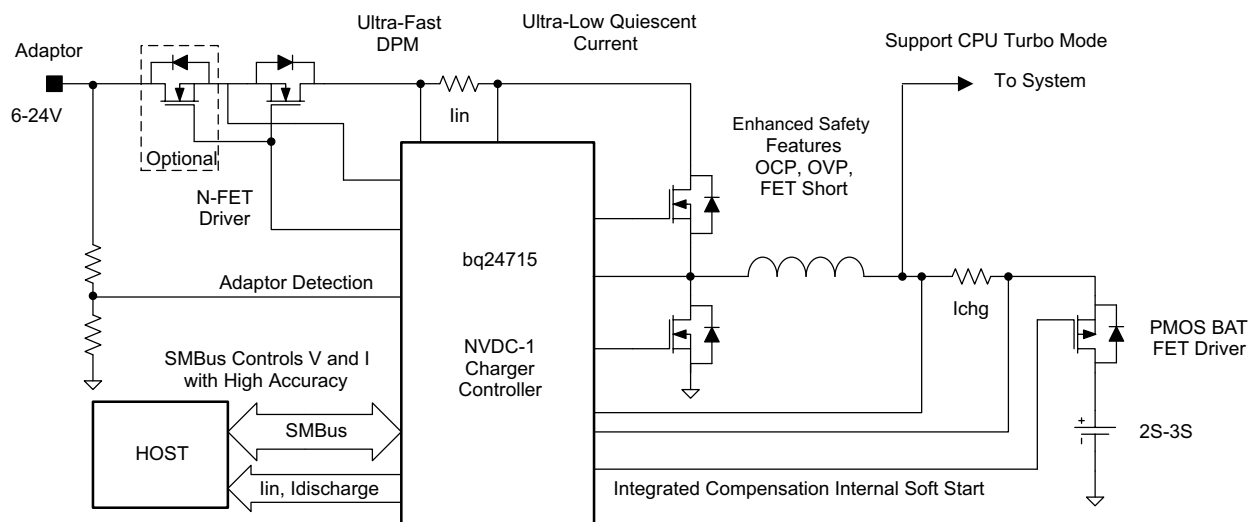 Ultra-Fast
DPM
Ultra-Low Quiescent
Current
Support CPU Turbo Mode
Adaptor
To System
6-24V
Iin
Enhanced Safety
Features
OCP, OVP,
FET Short
Optional
N-FET
Driver
bq24715
Adaptor Detection
Ichg
PMOS BAT
FET Driver
NVDC-1
Charger
Controller
SMBus Controls V and I
with High Accuracy
HOST
SMBus
+
-
2S-3S
Iin, Idischarge
Integrated Compensation Internal Soft Start